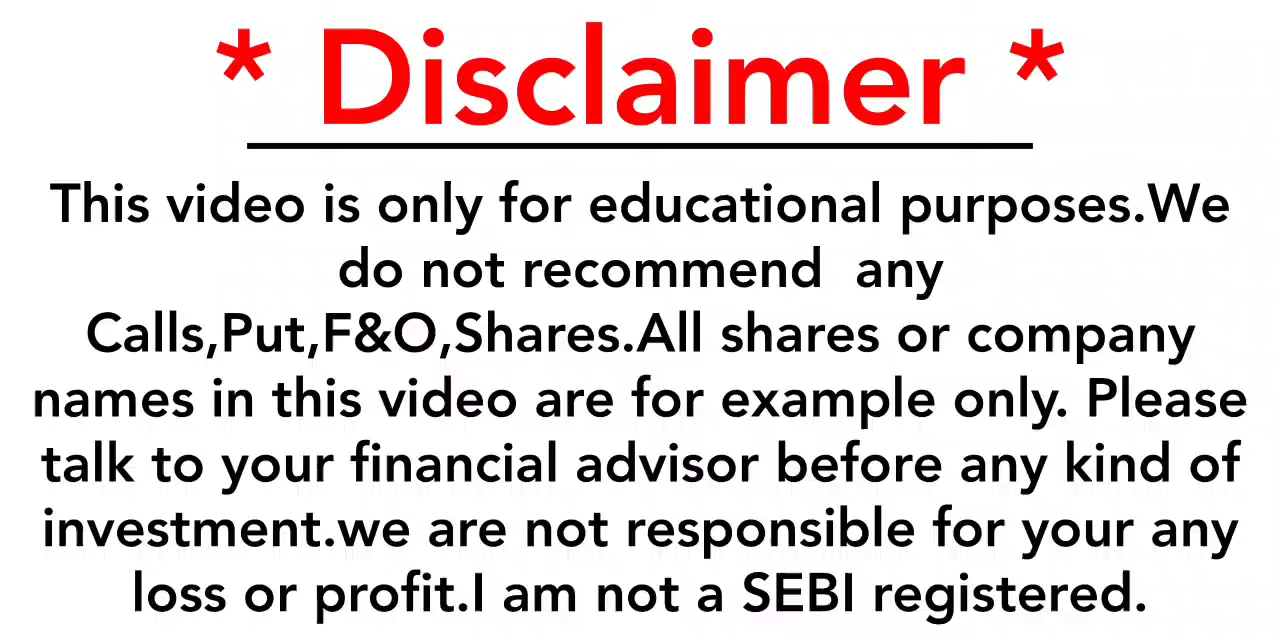 * Disclaimer *
This video is only for educational purposes.We
do not recommend  any
Calls,Put,F&O,Shares.All shares or company
names in this video are for example only. Please
talk to your financial advisor before any kind of
investment.we are not responsible for your any
loss or profit.I am not a SEBI registered.